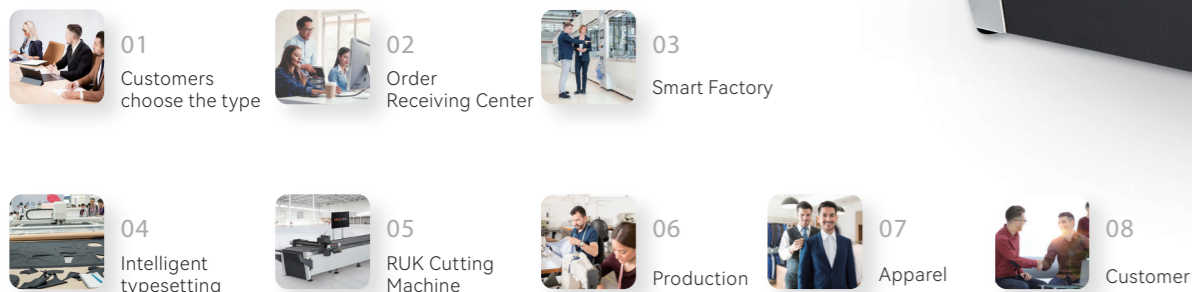 01
Customers
choose the type
02
Order
Receiving Center
03
Smart Factory
04
Intelligent
typesetting
05
RUK Cutting
Machine
06
Production
07
Apparel
08
Customer